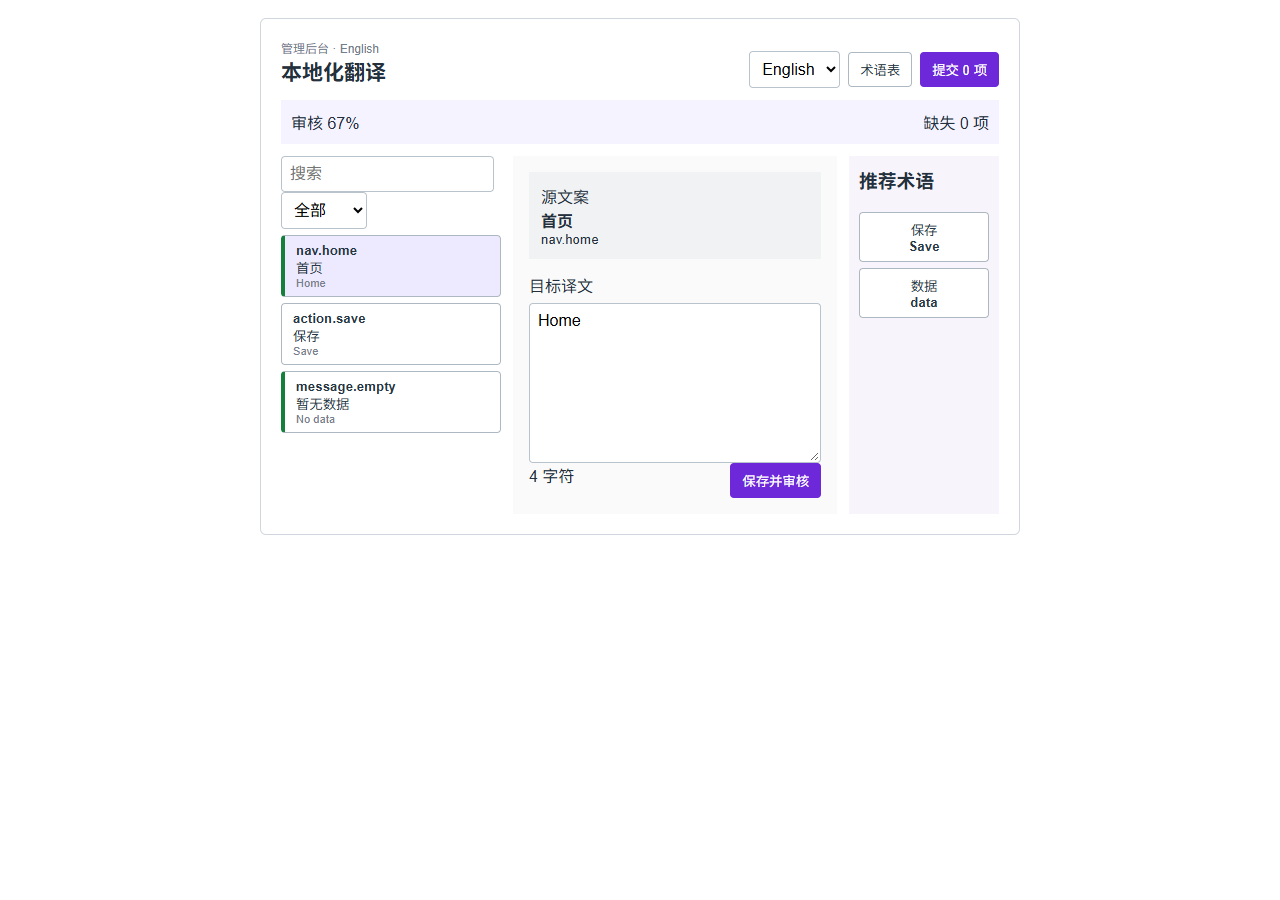 管理后台 · English
本地化翻译
English
术语表
提交 0 项
审核 67%
缺失 0 项
搜索
全部
nav.home
首页
Home
action.save
保存
Save
message.empty
暂无数据
No data
源文案
首页
nav.home
目标译文
Home
4 字符
保存并审核
推荐术语
保存
Save
数据
data